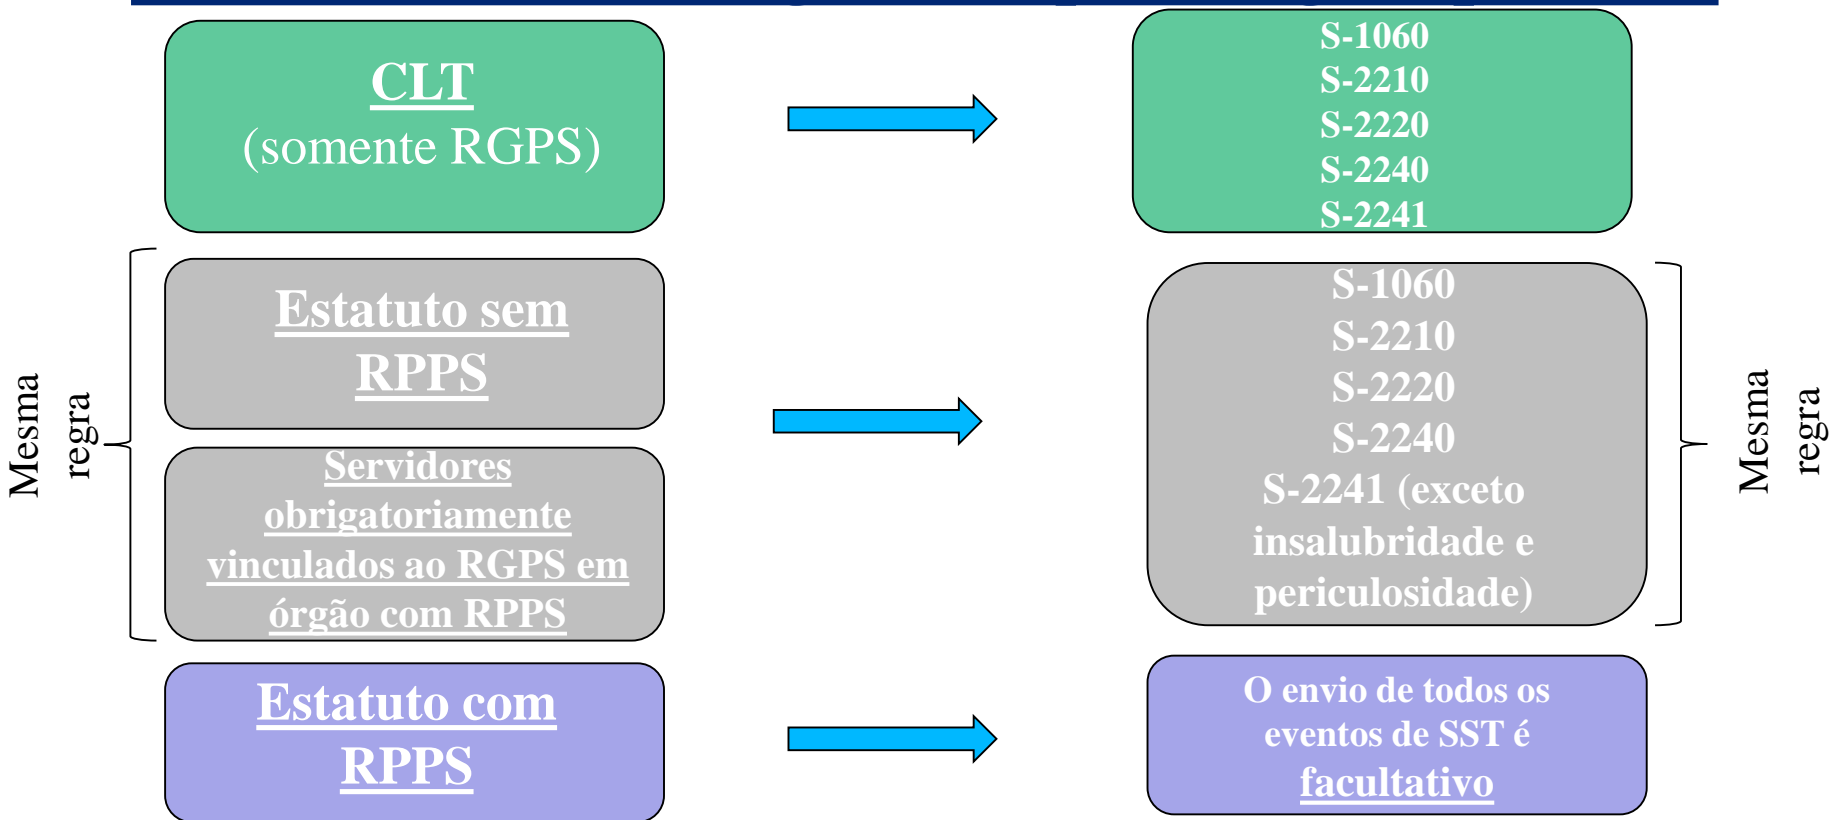 CLT
(somente RGPS)
S-1060
S-2210
S-2220
S-2240
S-2241
Mesma
regra
Estatuto sem
RPPS
Servidores
obrigatoriamente
vinculados ao RGPS em
órgão com RPPS
S-1060
S-2210
S-2220
S-2240
S-2241 (exceto
insalubridade e
periculosidade)
Mesma
regra
Estatuto com
RPPS
O envio de todos os
eventos de SST é
facultativo